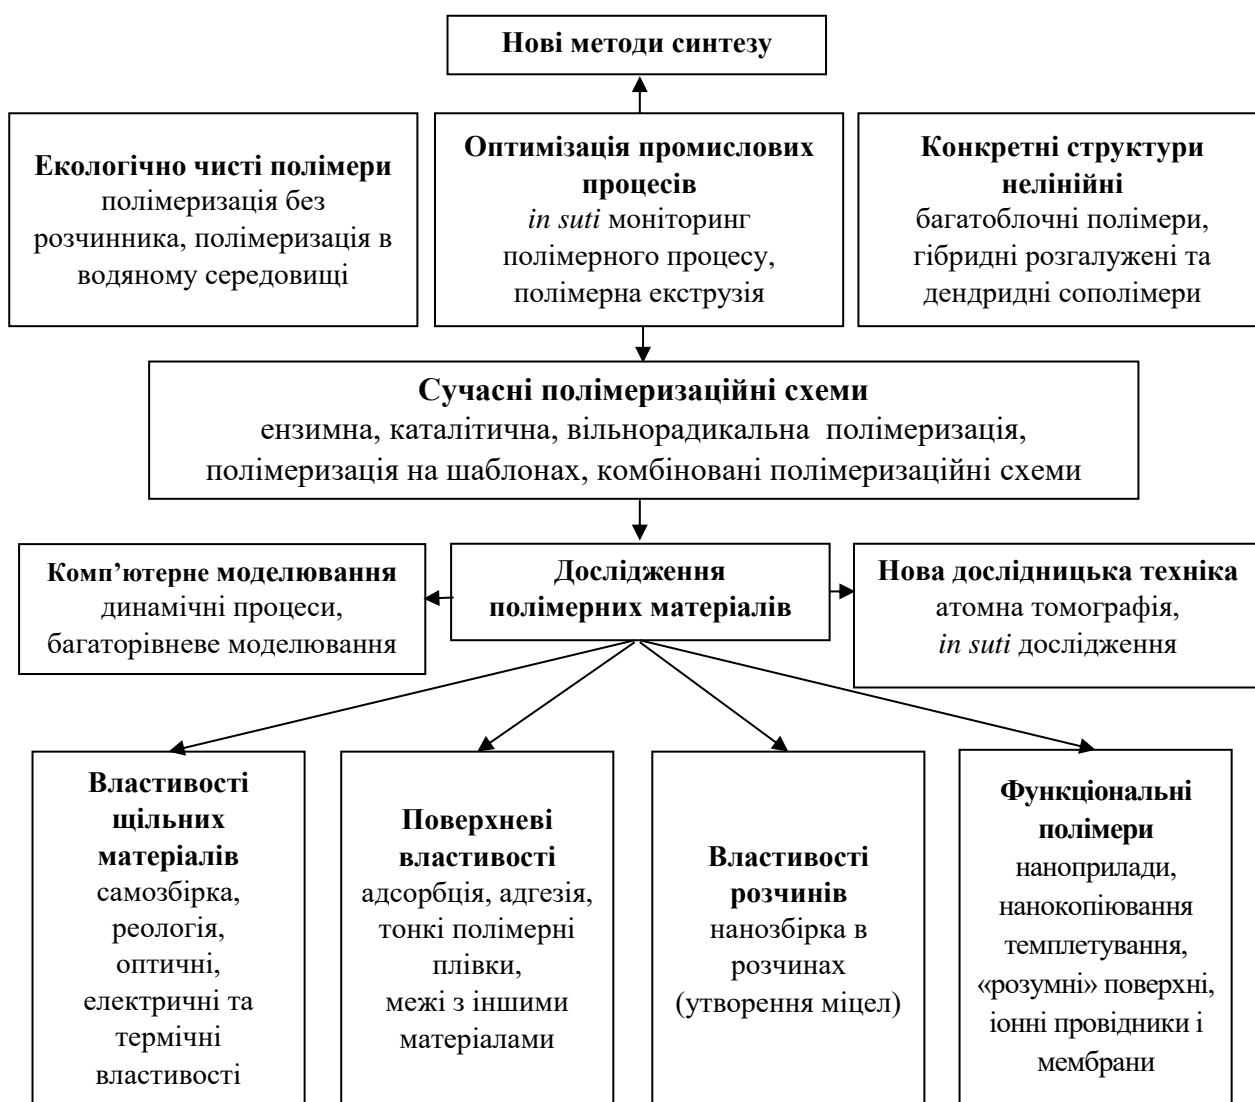 Нові методи синтезу
Екологічно чисті полімери
полімеризація без
розчинника, полімеризація в
водяному середовищі
Оптимізація промислових
процесів
in suti моніторинг
полімерного процесу,
полімерна екструзія
Конкретні структури
нелінійні
багатоблочні полімери,
гібридні розгалужені та
дендридні сополімери
Сучасні полімеризаційні схеми
ензимна, каталітична, вільнорадикальна полімеризація,
полімеризація на шаблонах, комбіновані полімеризаційні схеми
Комп’ютерне моделювання
динамічні процеси,
багаторівневе моделювання
Дослідження
полімерних матеріалів
Нова дослідницька техніка
атомна томографія,
in suti дослідження
Властивості
щільних
матеріалів
самозбірка,
реологія,
оптичні,
електричні та
термічні
властивості
Поверхневі
властивості
адсорбція, адгезія,
тонкі полімерні
плівки,
межі з іншими
матеріалами
Властивості
розчинів
нанозбірка в
розчинах
(утворення міцел)
Функціональні
полімери
наноприлади,
нанокопіювання
темплетування,
«розумні» поверхні,
іонні провідники і
мембрани